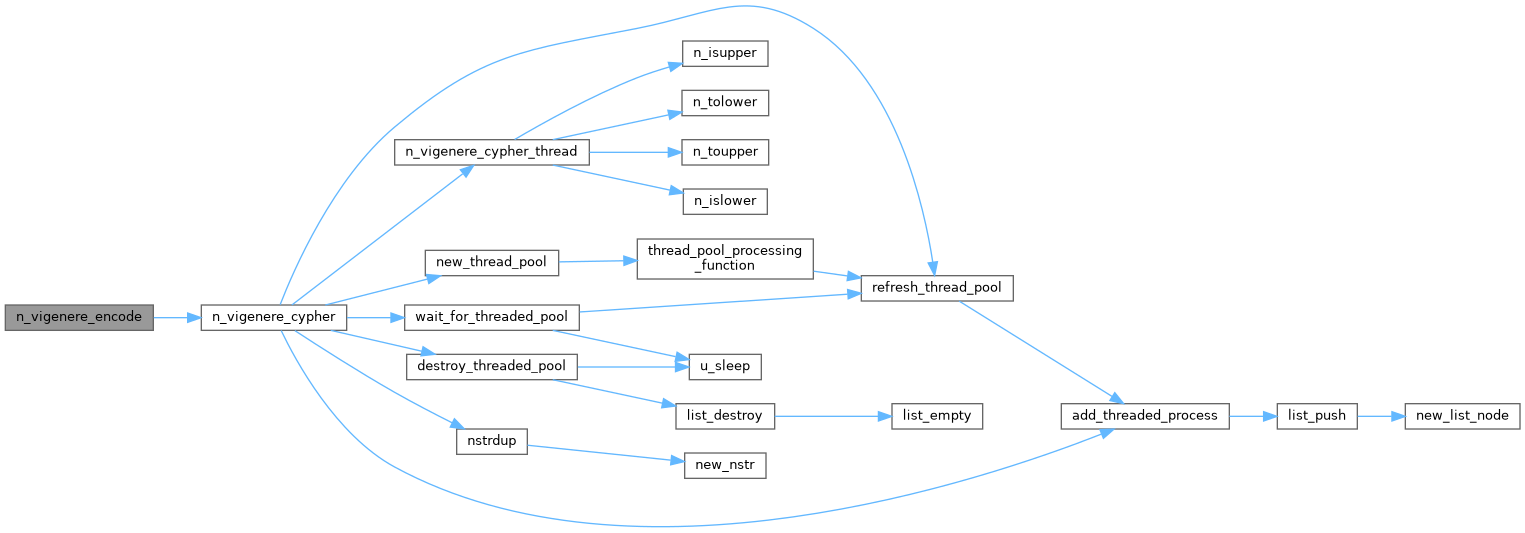 n_isupper
n_tolower
n_vigenere_cypher_thread
n_toupper
n_islower
new_thread_pool
thread_pool_processing
_function
refresh_thread_pool
n_vigenere_encode
n_vigenere_cypher
wait_for_threaded_pool
destroy_threaded_pool
u_sleep
list_destroy
list_empty
add_threaded_process
list_push
new_list_node
nstrdup
new_nstr